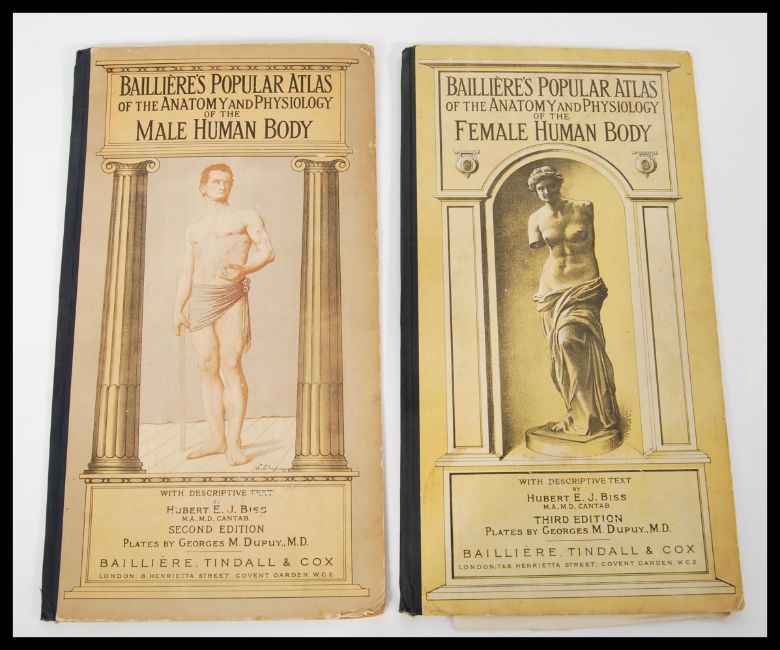 BAILLIÈRE'S POPULAR ATLAS
OF THE ANATOMY AND PHYSIOLOGY
OF THE
MALE HUMAN BODY
WITH DESCRIPTIVE TEXT
BY
HUBERT E. J. BISS
M.A., M.D. CANTAB.
SECOND EDITION
PLATES BY GEORGES M. DUPUY, M.D.
BAILLIÈRE, TINDALL & COX
LONDON: 8, HENRIETTA STREET, COVENT GARDEN, W.C.2
BAILLIÈRE'S POPULAR ATLAS
OF THE ANATOMY AND PHYSIOLOGY
OF THE
FEMALE HUMAN BODY
WITH DESCRIPTIVE TEXT
BY
HUBERT E. J. BISS
M.A., M.D. CANTAB.
THIRD EDITION
PLATES BY GEORGES M. DUPUY, M.D.
BAILLIÈRE, TINDALL & COX
LONDON: 7&8 HENRIETTA STREET, COVENT GARDEN, W.C.2